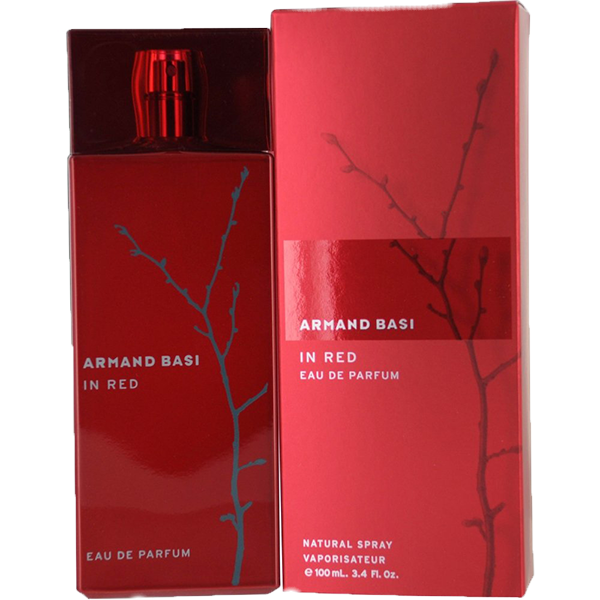 ARMAND BASI
IN RED
EAU DE PARFUM
ARMAND BASI
IN RED
EAU DE PARFUM
NATURAL SPRAY
VAPORISATEUR
e 100 mL. 3.4 Fl. Oz.